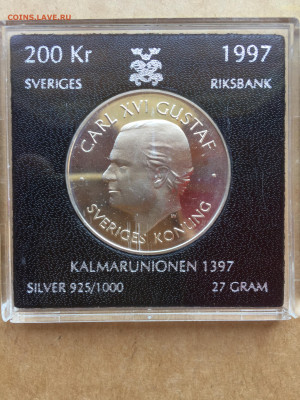 COINS.LAVE.RU
200 Kr 1997
SVERIGES RIKSBANK
CARL XVI GUSTAF
SVERIGES KONUNG
KALMARUNIONEN 1397
SILVER 925/1000 27 GRAM